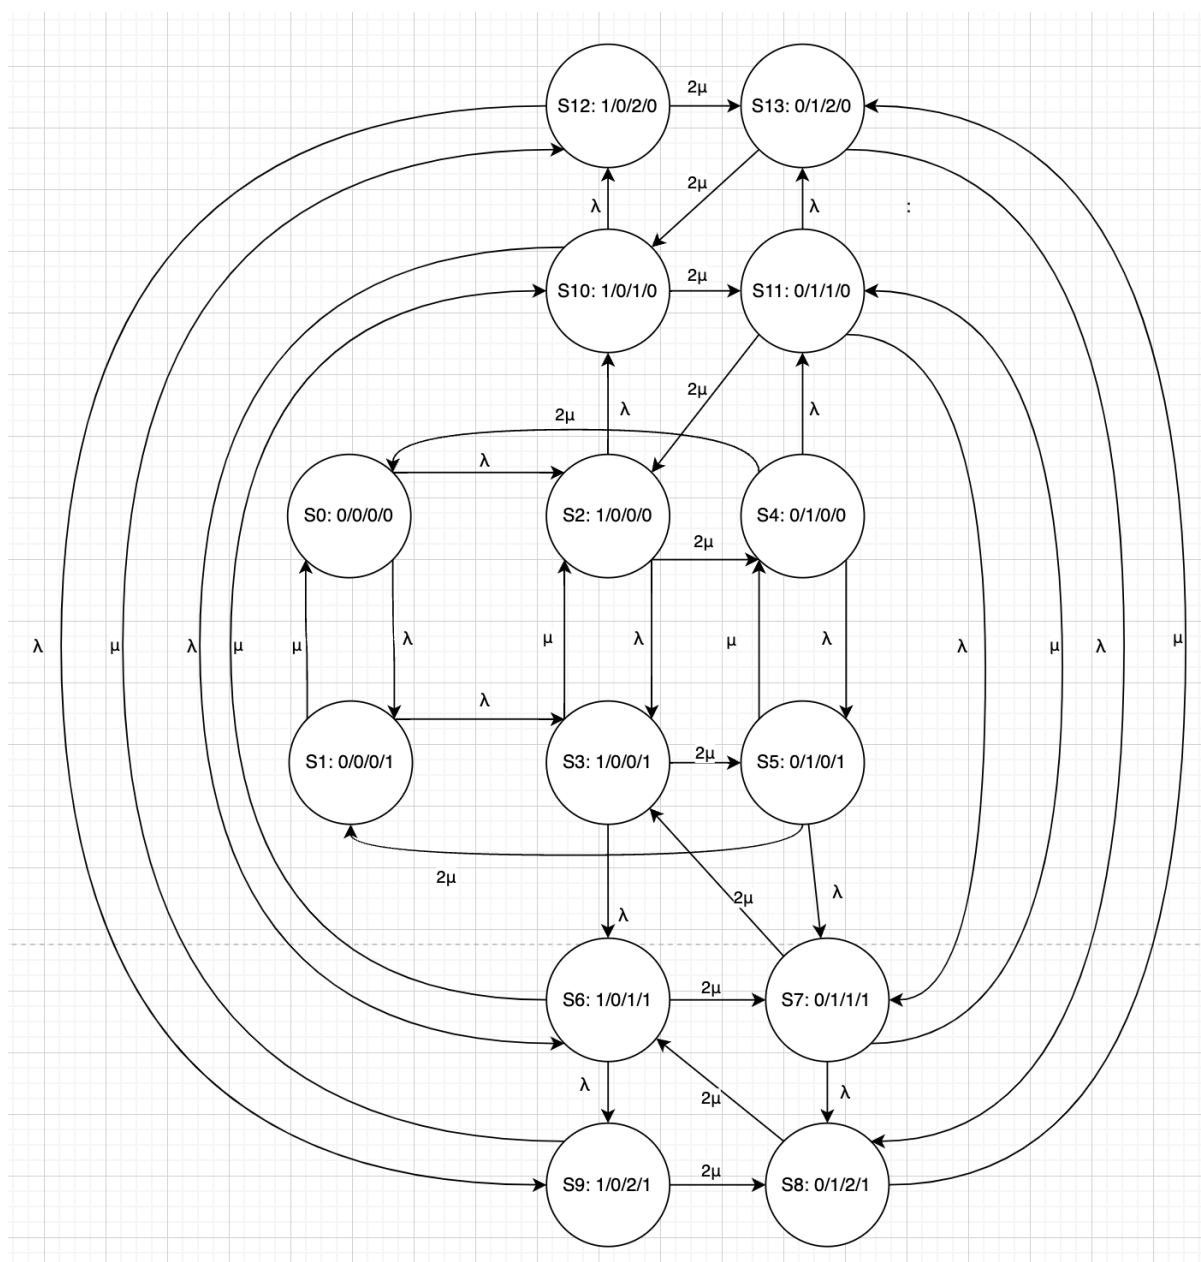 2μ
S12: 1/0/2/0
S13: 0/1/2/0
2μ
λ
λ
:
2μ
S10: 1/0/1/0
S11: 0/1/1/0
2μ
λ
λ
2μ
λ
S0: 0/0/0/0
S2: 1/0/0/0
S4: 0/1/0/0
2μ
λ
μ
λ
μ
μ
λ
μ
λ
μ
λ
λ
μ
λ
μ
λ
2μ
S1: 0/0/0/1
S3: 1/0/0/1
S5: 0/1/0/1
2μ
λ
2μ
λ
2μ
S6: 1/0/1/1
S7: 0/1/1/1
λ
λ
2μ
2μ
S9: 1/0/2/1
S8: 0/1/2/1